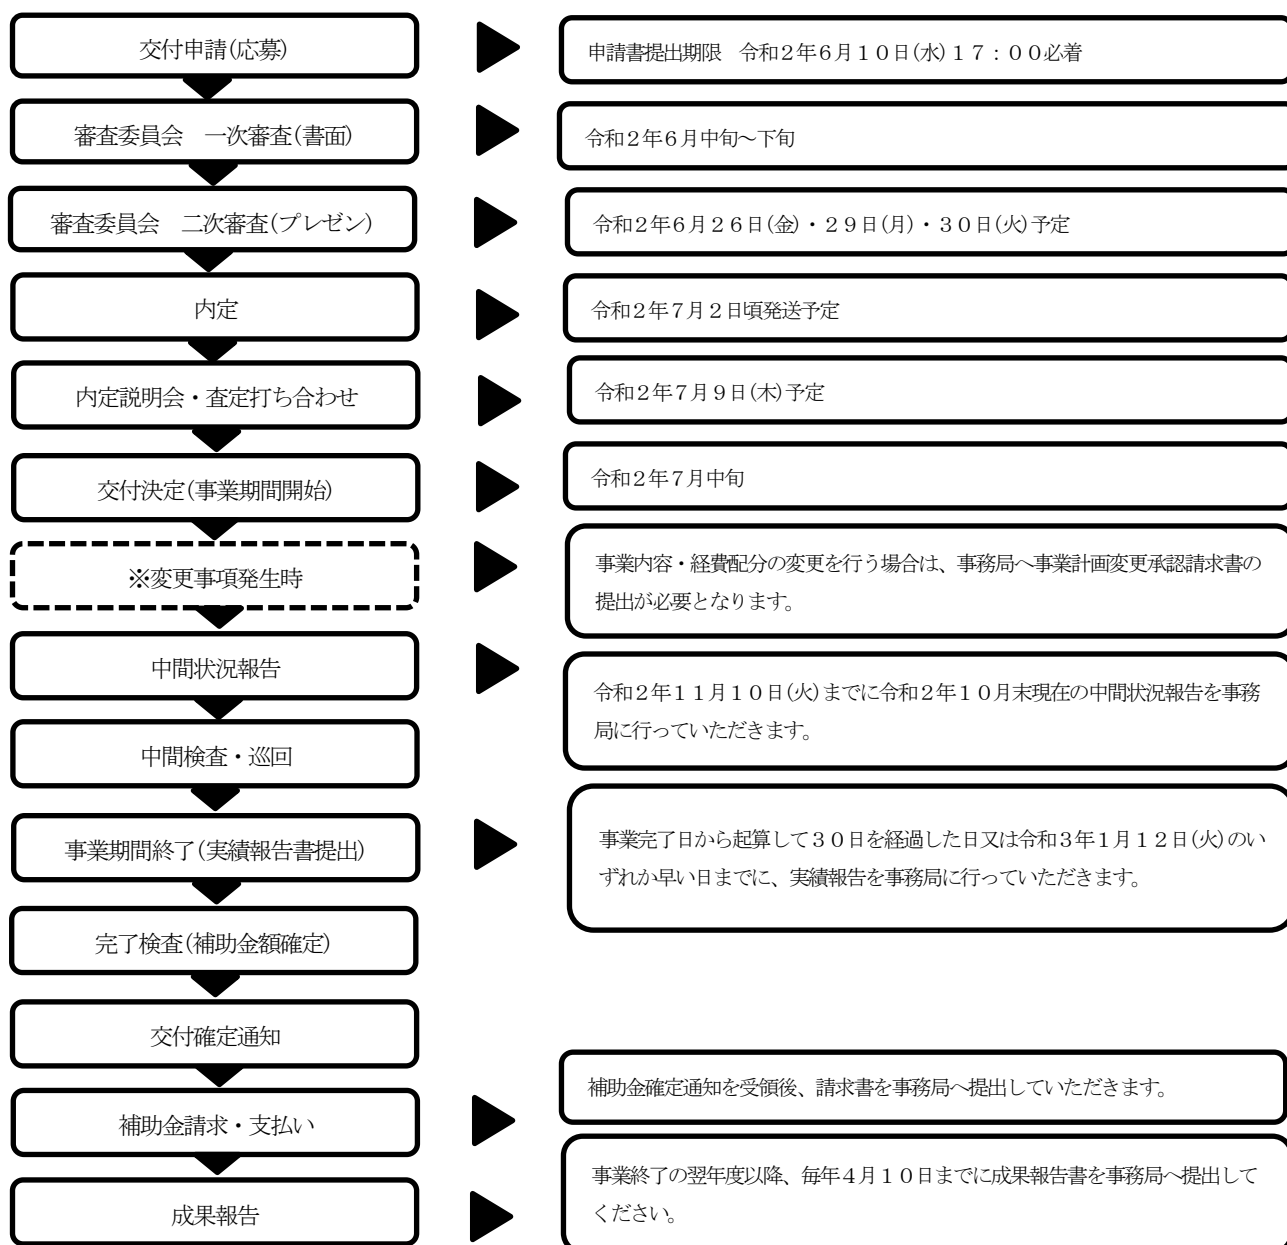 交付申請(応募)
申請書提出期限　令和２年６月１０日(水)１７：００必着
審査委員会　一次審査(書面)
令和２年６月中旬～下旬
審査委員会　二次審査(プレゼン)
令和２年６月２６日(金)・２９日(月)・３０日(火)予定
内定
令和２年７月２日頃発送予定
内定説明会・査定打ち合わせ
令和２年７月９日(木)予定
交付決定(事業期間開始)
令和２年７月中旬
※変更事項発生時
事業内容・経費配分の変更を行う場合は、事務局へ事業計画変更承認請求書の
提出が必要となります。
中間状況報告
令和２年１１月１０日(火)までに令和２年１０月末現在の中間状況報告を事務
局に行っていただきます。
中間検査・巡回
事業期間終了(実績報告書提出)
事業完了日から起算して３０日を経過した日又は令和３年１月１２日(火)のい
ずれか早い日までに、実績報告を事務局に行っていただきます。
完了検査(補助金額確定)
交付確定通知
補助金請求・支払い
補助金確定通知を受領後、請求書を事務局へ提出していただきます。
成果報告
事業終了の翌年度以降、毎年４月１０日までに成果報告書を事務局へ提出して
ください。